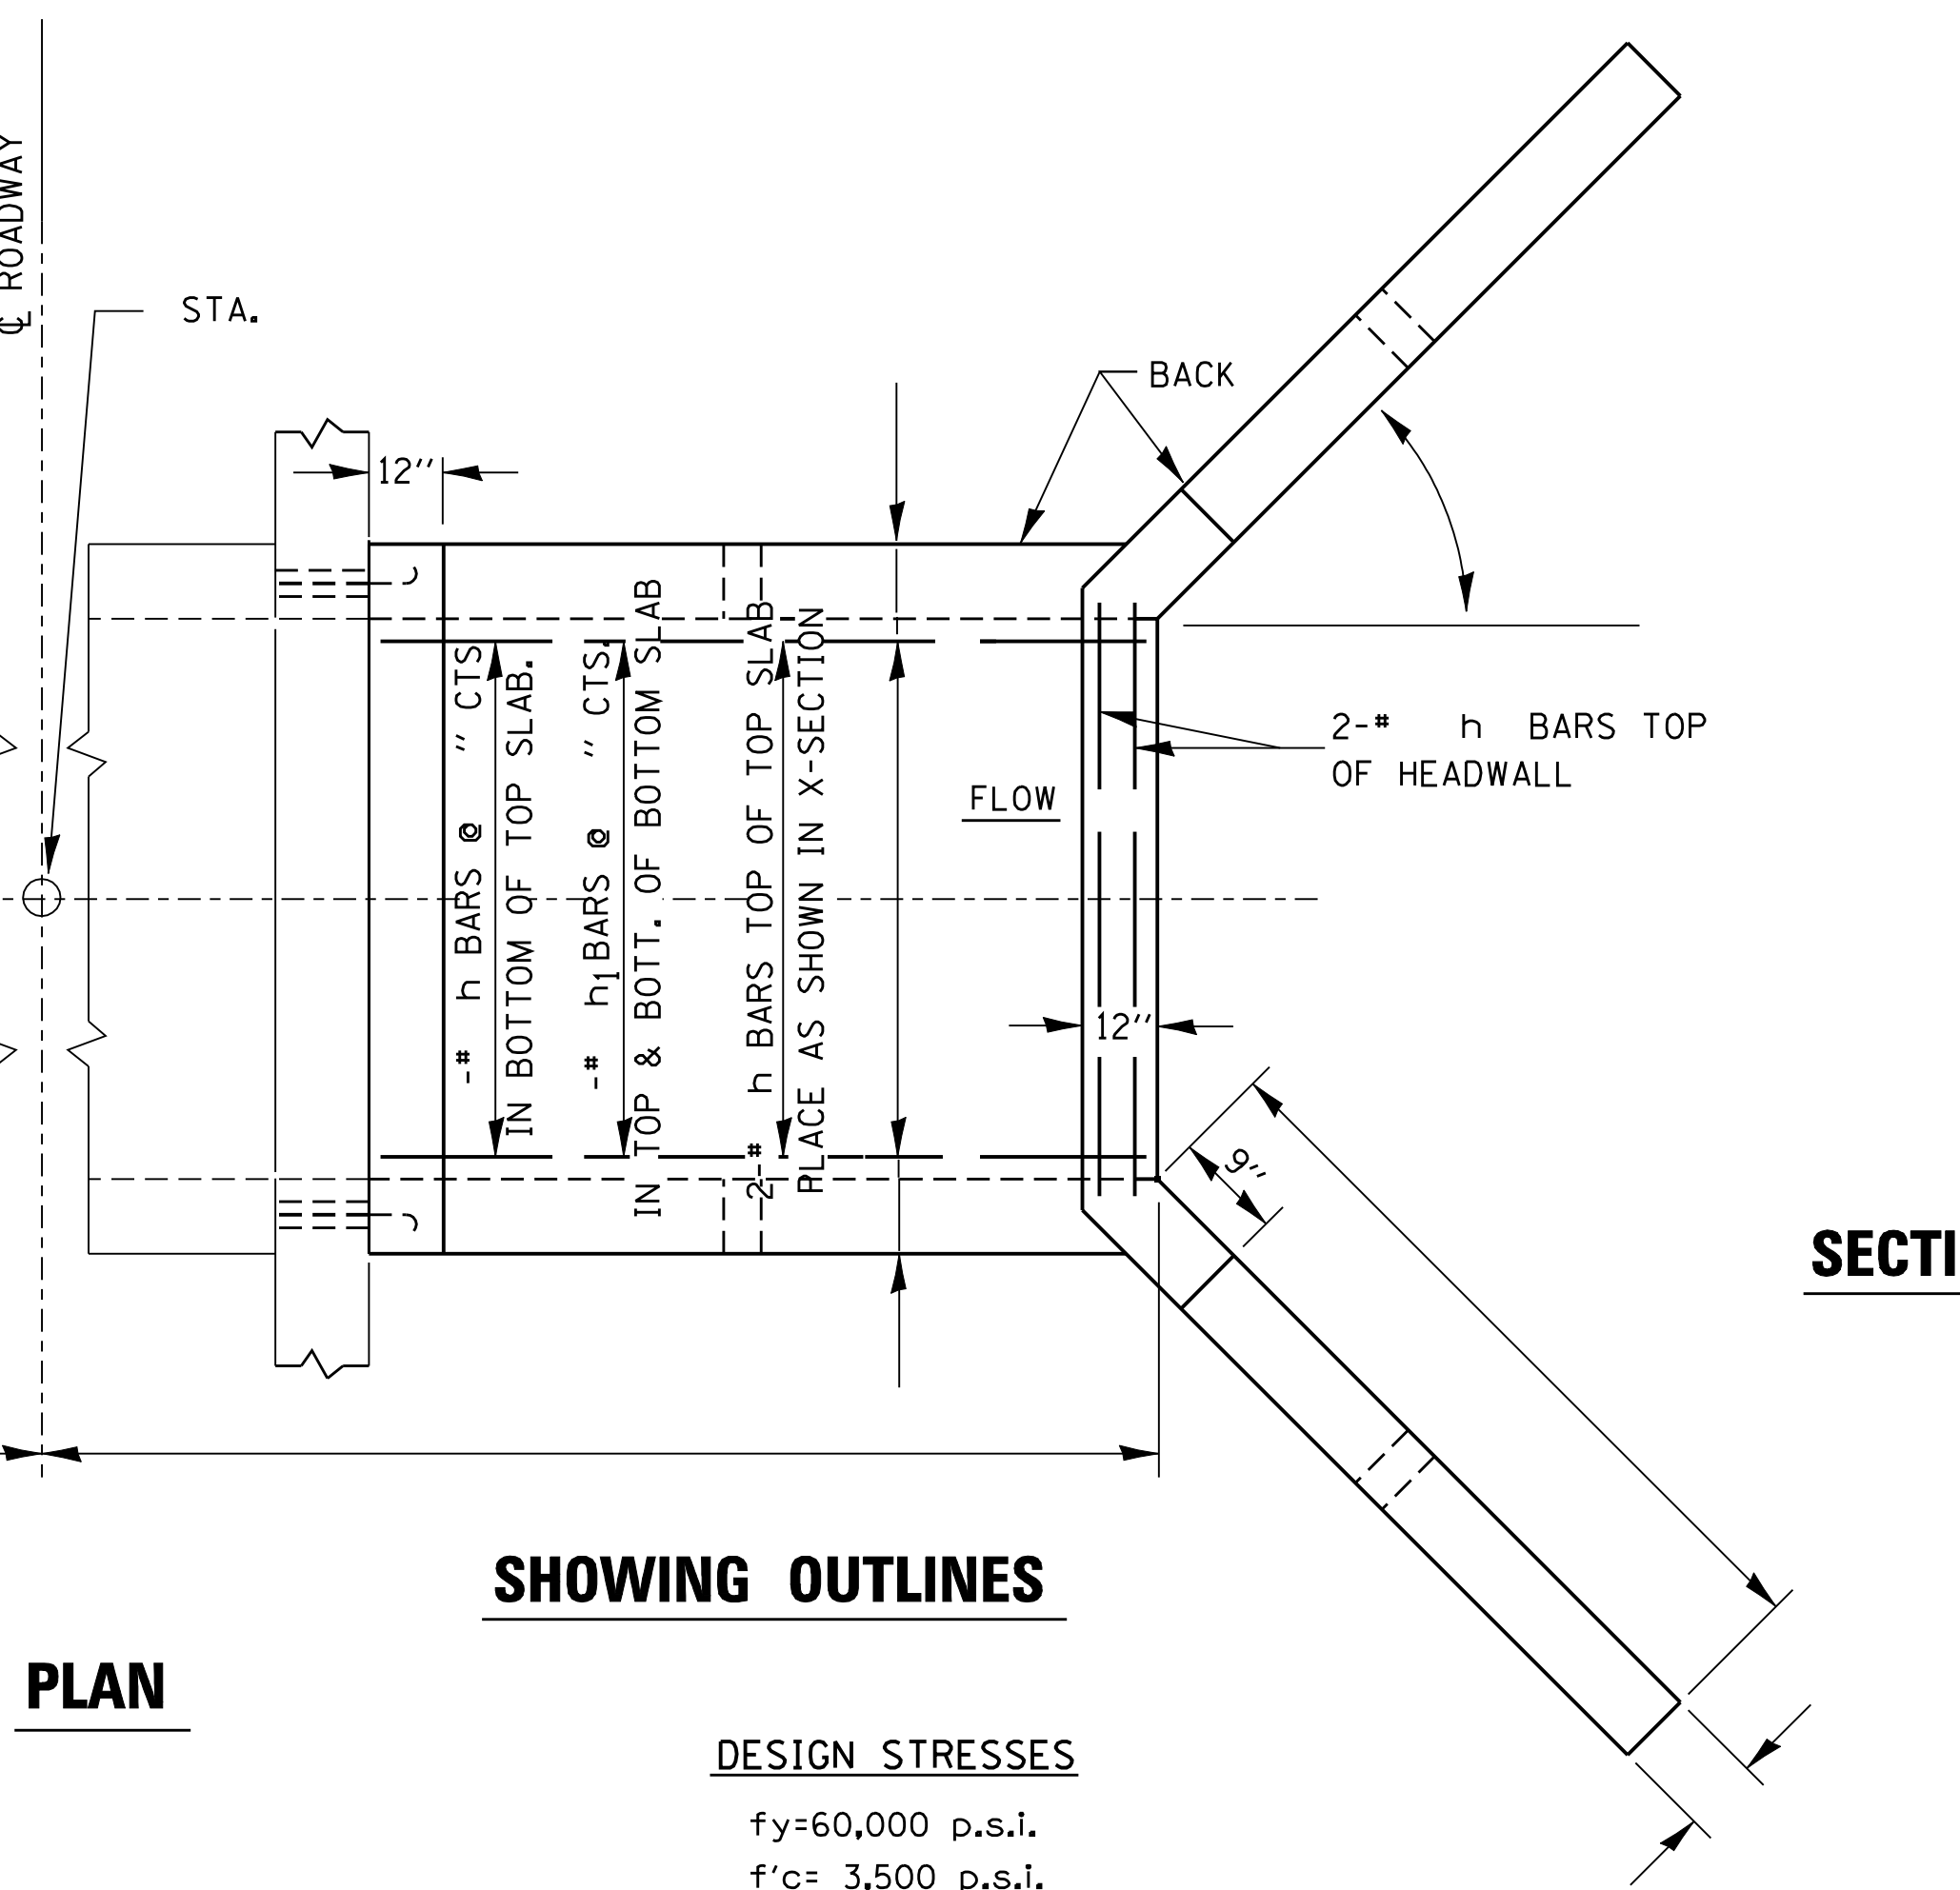 ℄ ROADWAY
STA.
BACK
12"
-# h BARS @ " CTS
IN BOTTOM OF TOP SLAB.
-# h1 BARS @ " CTS.
IN TOP & BOTT. OF BOTTOM SLAB
2-# h BARS TOP OF TOP SLAB
PLACE AS SHOWN IN X-SECTION
2-# h BARS TOP
OF HEADWALL
FLOW
12"
9"
SECTI
SHOWING OUTLINES
PLAN
DESIGN STRESSES
fy=60,000 p.s.i.
f'c= 3,500 p.s.i.